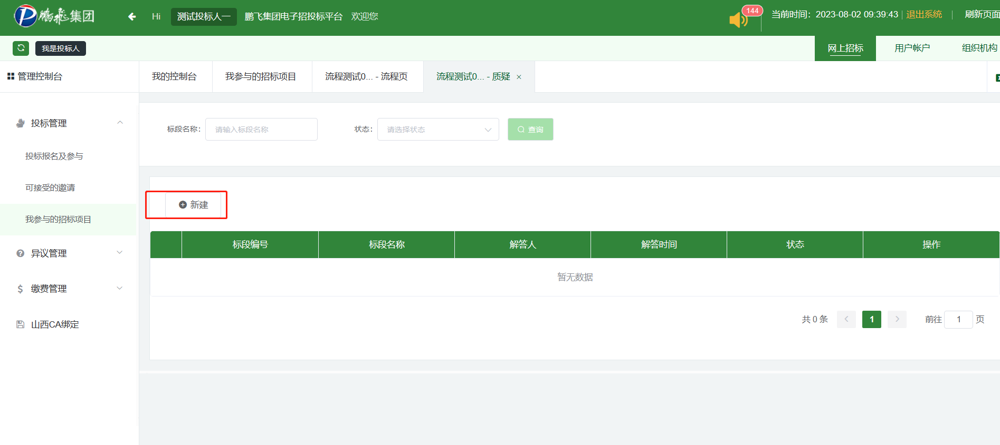 鹏飞集团
Hi 测试投标人一 鹏飞集团电子招投标平台 欢迎您
144
当前时间：2023-08-02 09:39:43 退出系统 刷新页面
我是投标人
网上招标 用户帐户 组织机构
管理控制台
我的控制台 我参与的招标项目 流程测试0... - 流程页 流程测试0... - 质疑 ×
投标管理
投标报名及参与
可接受的邀请
我参与的招标项目
异议管理
缴费管理
山西CA绑定
标段名称： 请输入标段名称 状态： 请选择状态 查询
新建
标段编号 标段名称 解答人 解答时间 状态 操作
暂无数据
共 0 条 1 前往 1 页